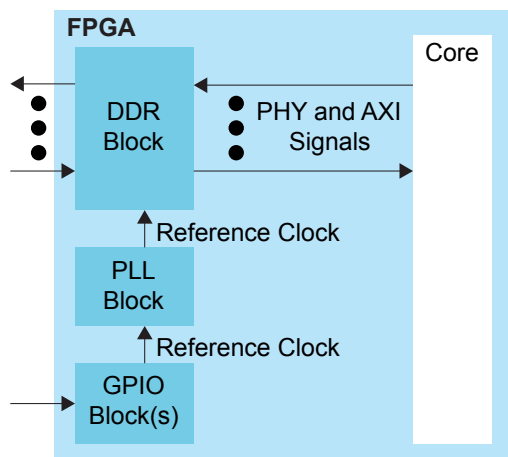 FPGA
Core
DDR
Block
PHY and AXI
Signals
Reference Clock
PLL
Block
Reference Clock
GPIO
Block(s)